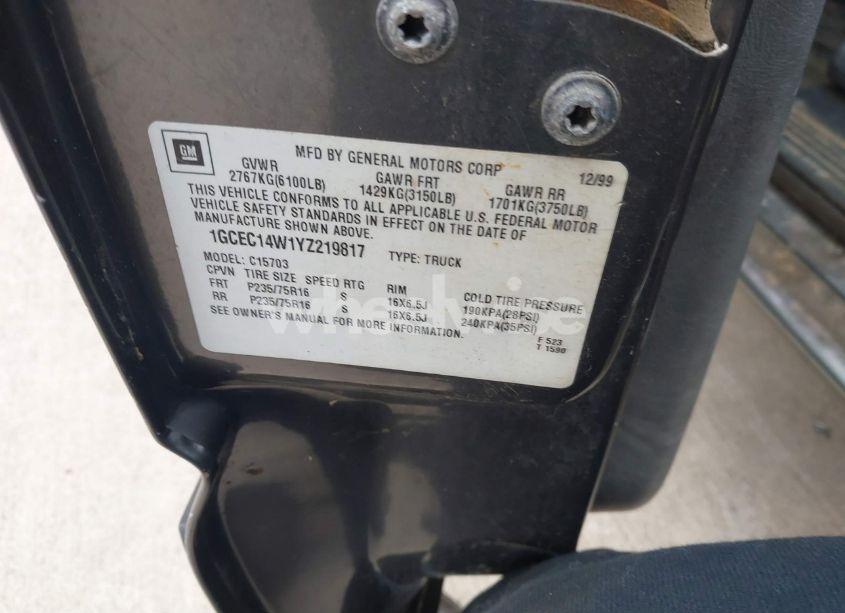 GM
MFD BY GENERAL MOTORS CORP 12/99
GVWR GAWR FRT GAWR RR
2767KG(6100LB) 1429KG(3150LB) 1701KG(3750LB)
THIS VEHICLE CONFORMS TO ALL APPLICABLE U.S. FEDERAL MOTOR
VEHICLE SAFETY STANDARDS IN EFFECT ON THE DATE OF
MANUFACTURE SHOWN ABOVE.
1GCEC14W1YZ219817 TYPE: TRUCK
MODEL: C15703
CPVN TIRE SIZE SPEED RTG RIM COLD TIRE PRESSURE
FRT P235/75R16 S 16X6.5J 190KPA(28PSI)
RR P235/75R16 S 16X6.5J 240KPA(35PSI)
SEE OWNER'S MANUAL FOR MORE INFORMATION.
F 523
T 1590